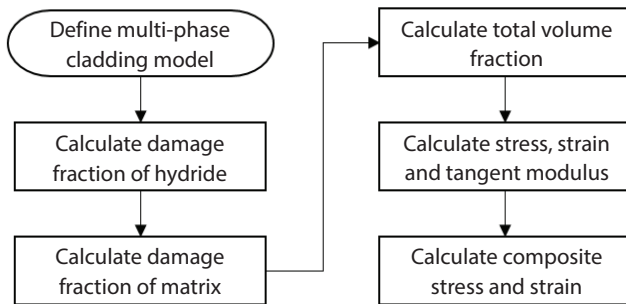 Define multi-phase
cladding model
Calculate damage
fraction of hydride
Calculate damage
fraction of matrix
Calculate total volume
fraction
Calculate stress, strain
and tangent modulus
Calculate composite
stress and strain